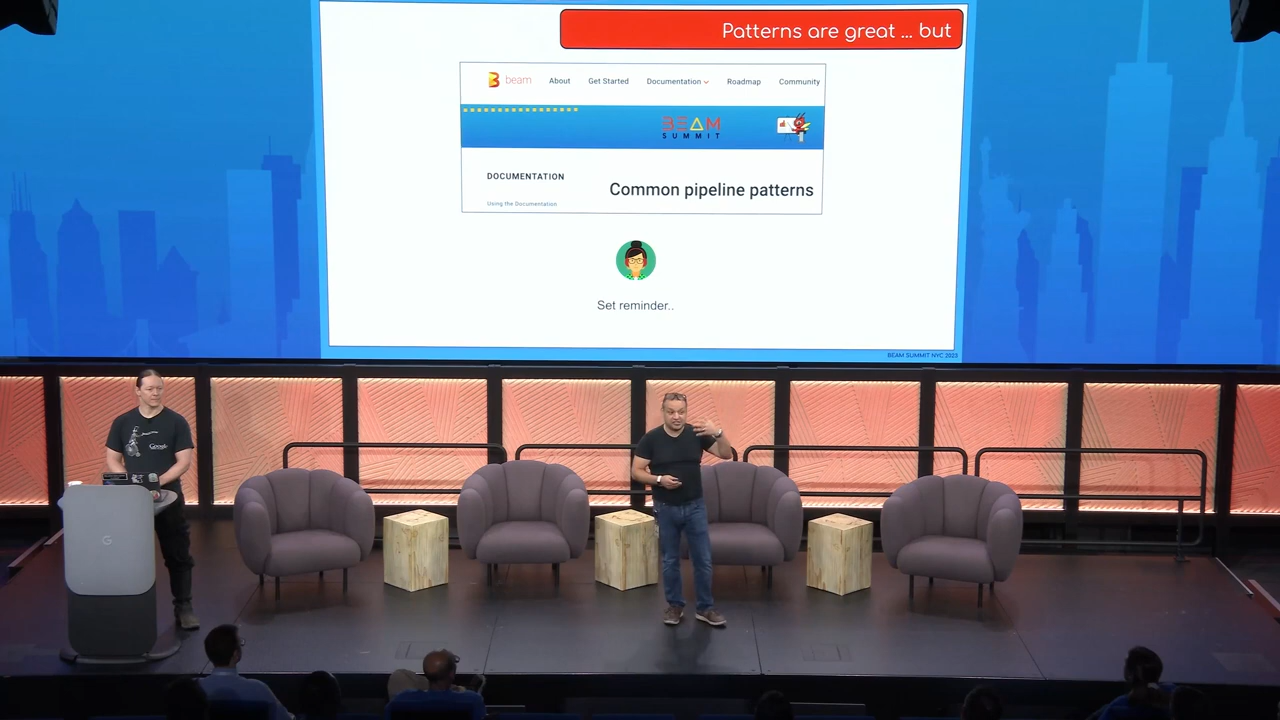 Patterns are great ... but
beam
About
Get Started
Documentation
Roadmap
Community
BEAM
SUMMIT
DOCUMENTATION
Common pipeline patterns
Using the Documentation
Set reminder..
BEAM SUMMIT NYC 2023
Google
G